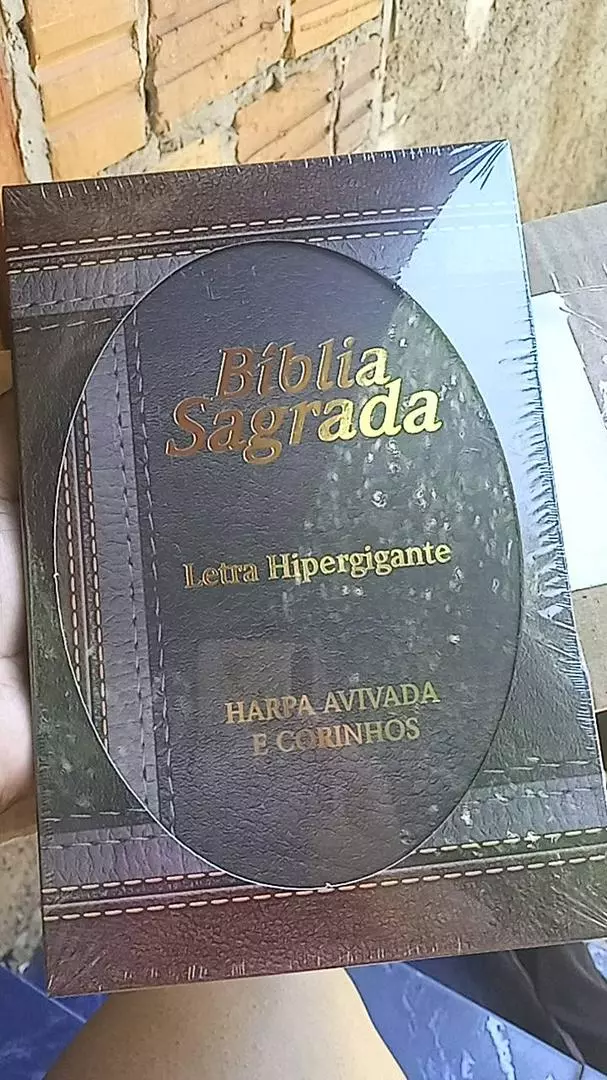 Bíblia
Sagrada
Letra Hipergigante
HARPA AVIVADA
E CORINHOS